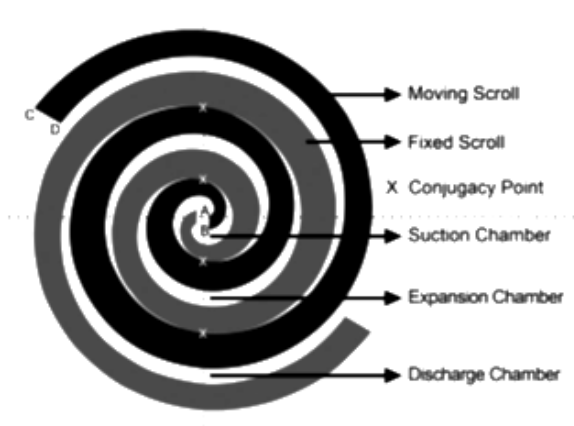 Moving Scroll
C
D
X
Fixed Scroll
X
X Conjugacy Point
A
B
Suction Chamber
X
Expansion Chamber
X
Discharge Chamber